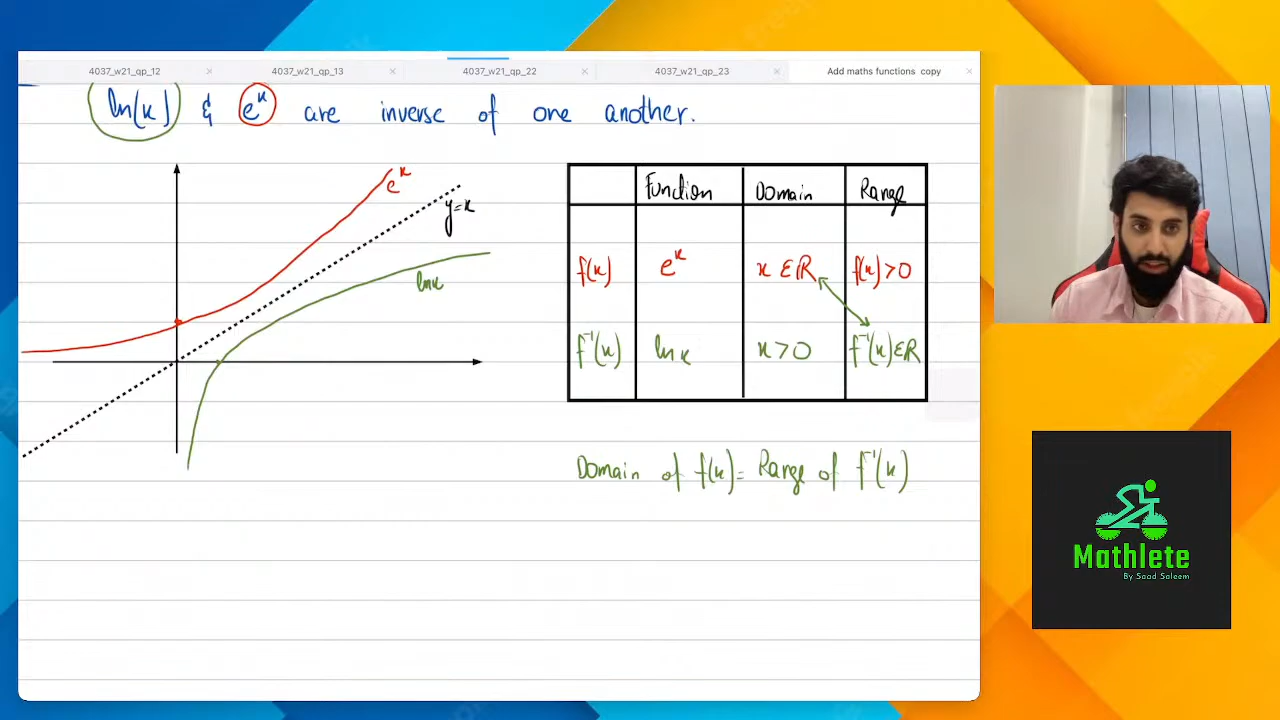 4037_w21_qp_12 × 4037_w21_qp_13 × 4037_w21_qp_22 × 4037_w21_qp_23 × Add maths functions copy ×
ln(x) & e^x are inverse of one another.
e^x
y=x
lnx
Function Domain Range
f(x) e^x x ∈ ℝ f(x) > 0
f⁻¹(x) ln x x > 0 f⁻¹(x) ∈ ℝ
Domain of f(x) = Range of f⁻¹(x)
Mathlete
By Saad Saleem